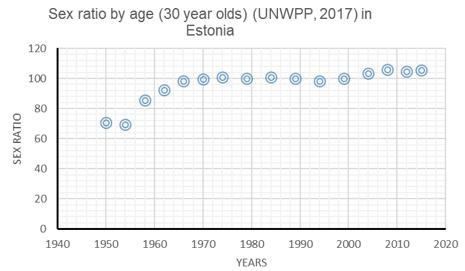 Sex ratio by age (30 year olds) (UNWPP, 2017) in
Estonia
120
100
80
60
40
20
0
SEX RATIO
1940 1950 1960 1970 1980 1990 2000 2010 2020
YEARS